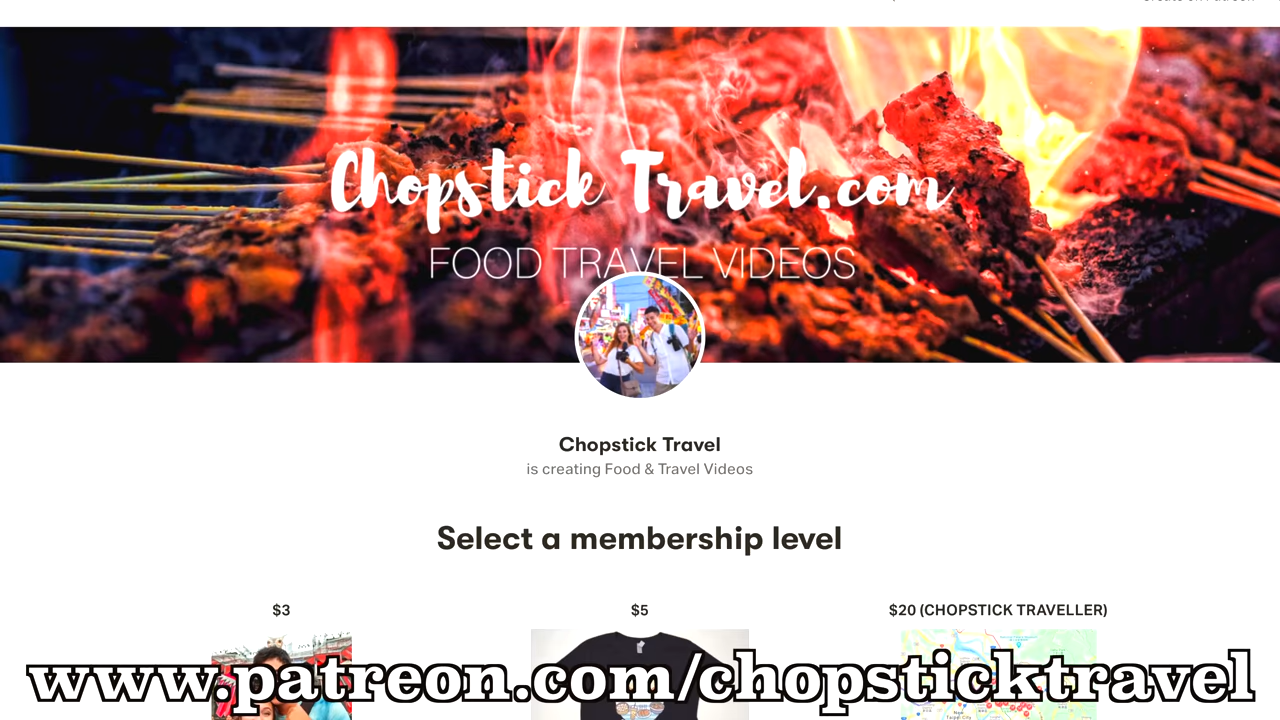 Chopstick Travel.com
FOOD TRAVEL VIDEOS
Chopstick Travel
is creating Food & Travel Videos
Select a membership level
$3
$5
$20 (CHOPSTICK TRAVELLER)
www.patreon.com/chopsticktravel